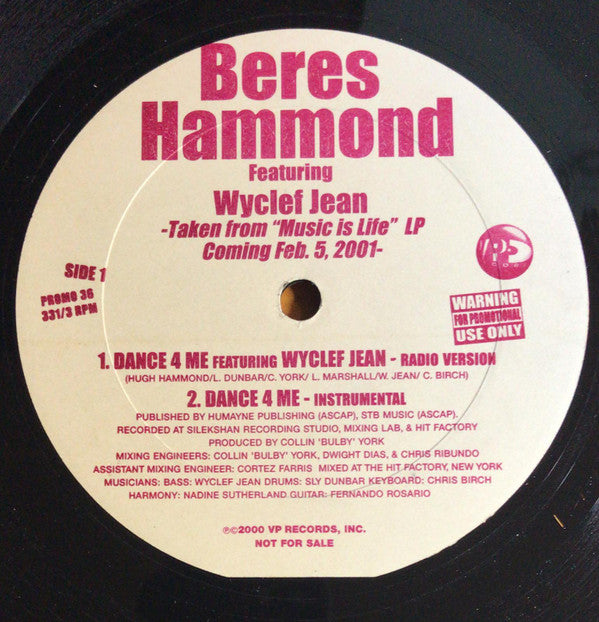 Beres
Hammond
Featuring
Wyclef Jean
-Taken from "Music is Life" LP
Coming Feb. 5, 2001-
SIDE 1
PROMO 36
331/3 RPM
VP
WARNING
FOR PROMOTIONAL
USE ONLY
1. DANCE 4 ME FEATURING WYCLEF JEAN - RADIO VERSION
(HUGH HAMMOND/L. DUNBAR/C. YORK/ L. MARSHALL/W. JEAN/ C. BIRCH)
2. DANCE 4 ME - INSTRUMENTAL
PUBLISHED BY HUMAYNE PUBLISHING (ASCAP), STB MUSIC (ASCAP).
RECORDED AT SILEKSHAN RECORDING STUDIO, MIXING LAB, & HIT FACTORY
PRODUCED BY COLLIN 'BULBY' YORK
MIXING ENGINEERS: COLLIN 'BULBY' YORK, DWIGHT DIAS, & CHRIS RIBUNDO
ASSISTANT MIXING ENGINEER: CORTEZ FARRIS MIXED AT THE HIT FACTORY, NEW YORK
MUSICIANS: BASS: WYCLEF JEAN DRUMS: SLY DUNBAR KEYBOARD: CHRIS BIRCH
HARMONY: NADINE SUTHERLAND GUITAR: FERNANDO ROSARIO
℗©2000 VP RECORDS, INC.
NOT FOR SALE